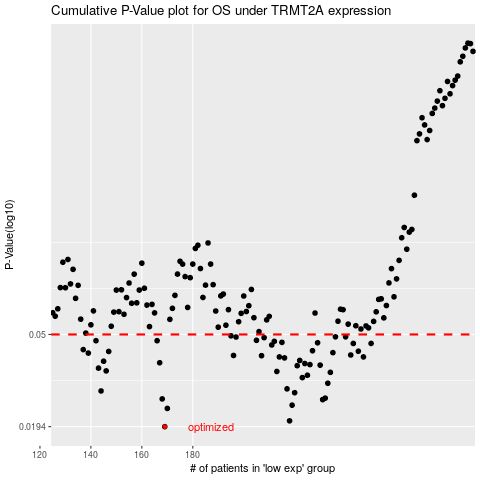 Cumulative P-Value plot for OS under TRMT2A expression
P-Value(log10)
0.05
0.0194
optimized
120 140 160 180
# of patients in 'low exp' group